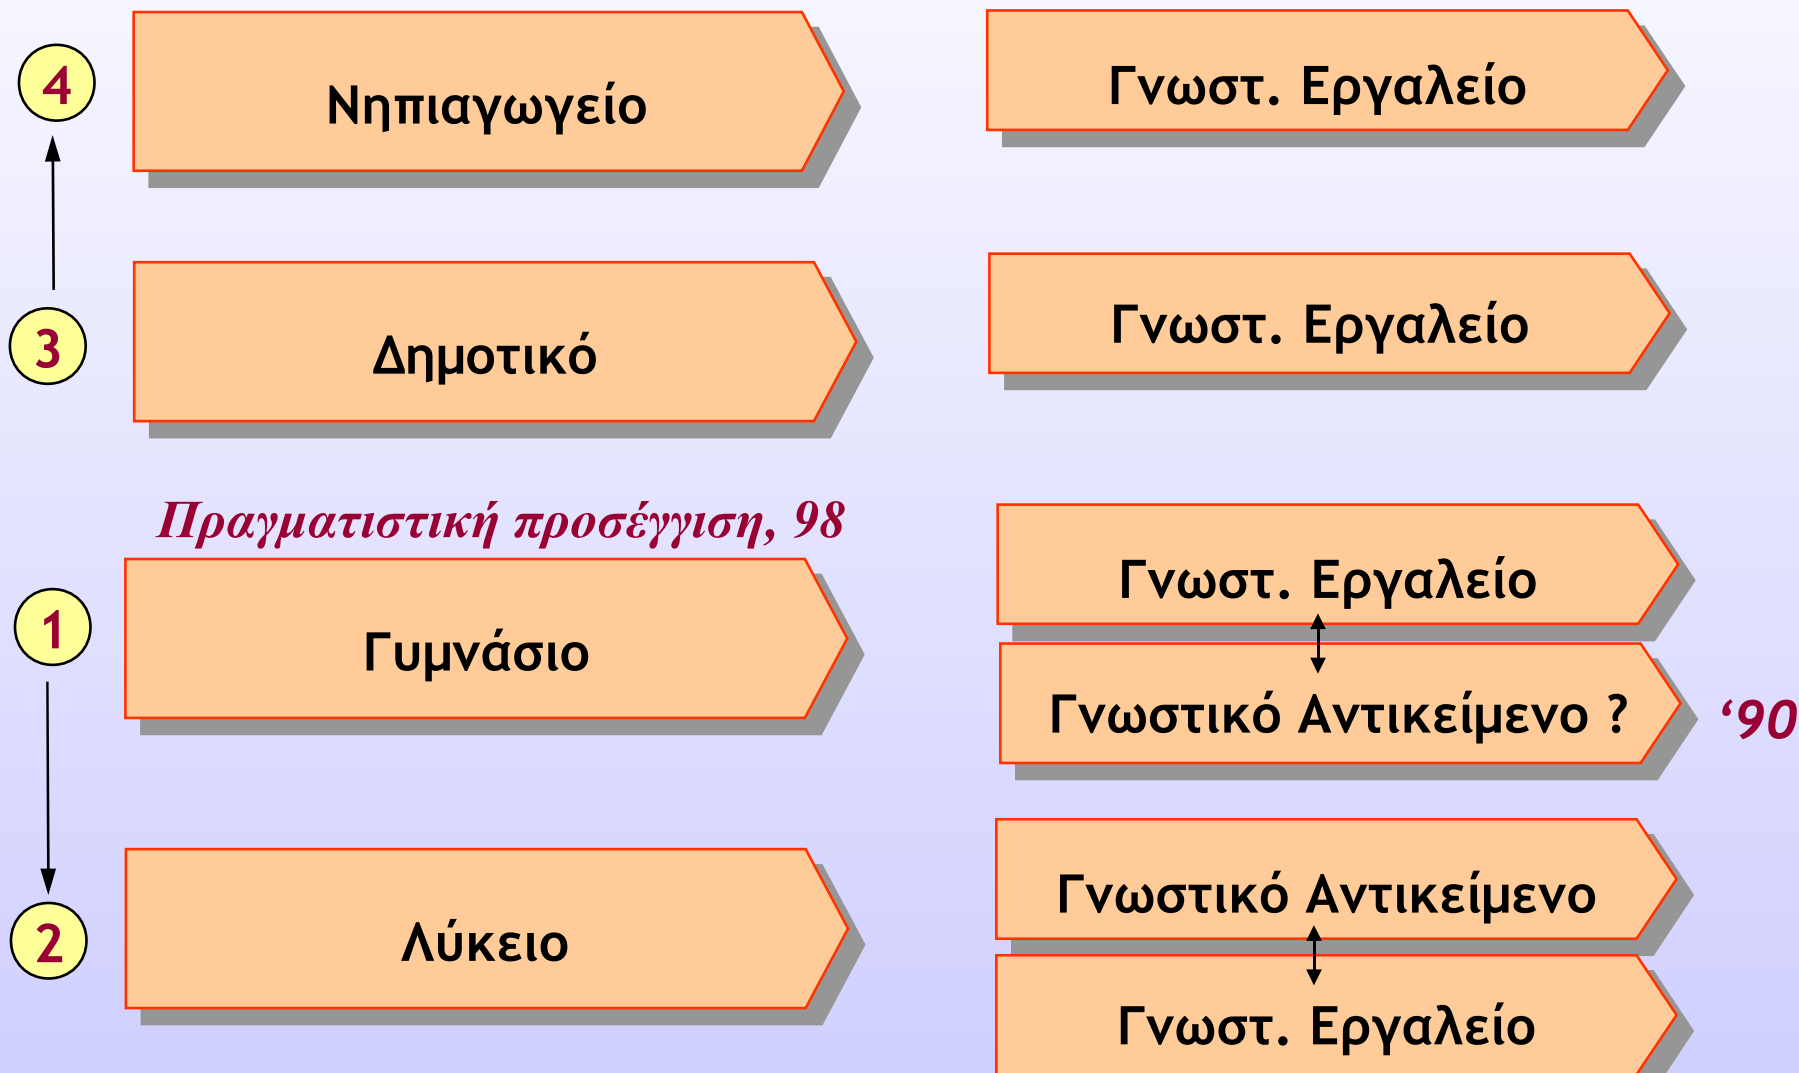 4
Νηπιαγωγείο
Γνωστ. Εργαλείο
3
Δημοτικό
Γνωστ. Εργαλείο
Πραγματιστική προσέγγιση, 98
1
Γυμνάσιο
Γνωστ. Εργαλείο
Γνωστικό Αντικείμενο ?
‘90
2
Λύκειο
Γνωστικό Αντικείμενο
Γνωστ. Εργαλείο